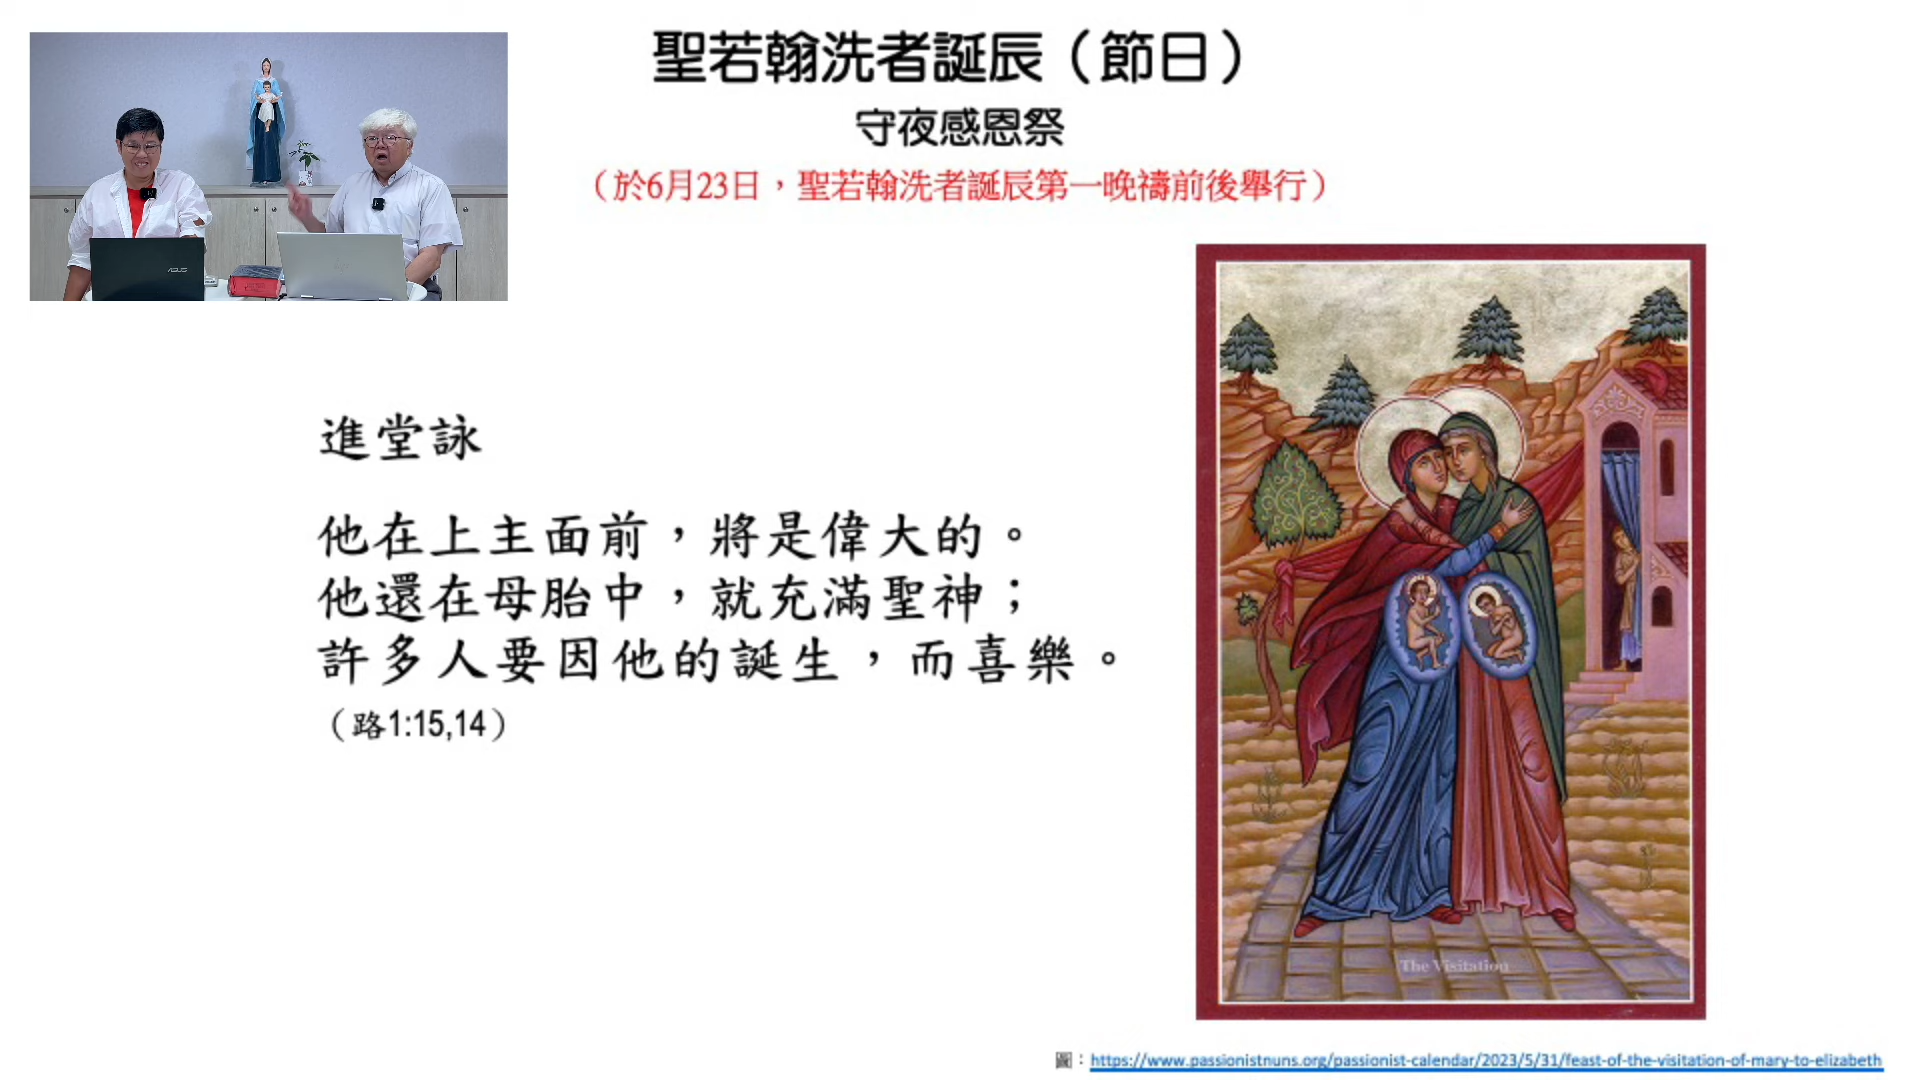 聖若翰洗者誕辰（節日）
守夜感恩祭
（於6月23日，聖若翰洗者誕辰第一晚禱前後舉行）
ASUS
進堂詠
他在上主面前，將是偉大的。
他還在母胎中，就充滿聖神；
許多人要因他的誕生，而喜樂。
（路1:15,14）
The Visitation
圖：https://www.passionistnuns.org/passionist-calendar/2023/5/31/feast-of-the-visitation-of-mary-to-elizabeth